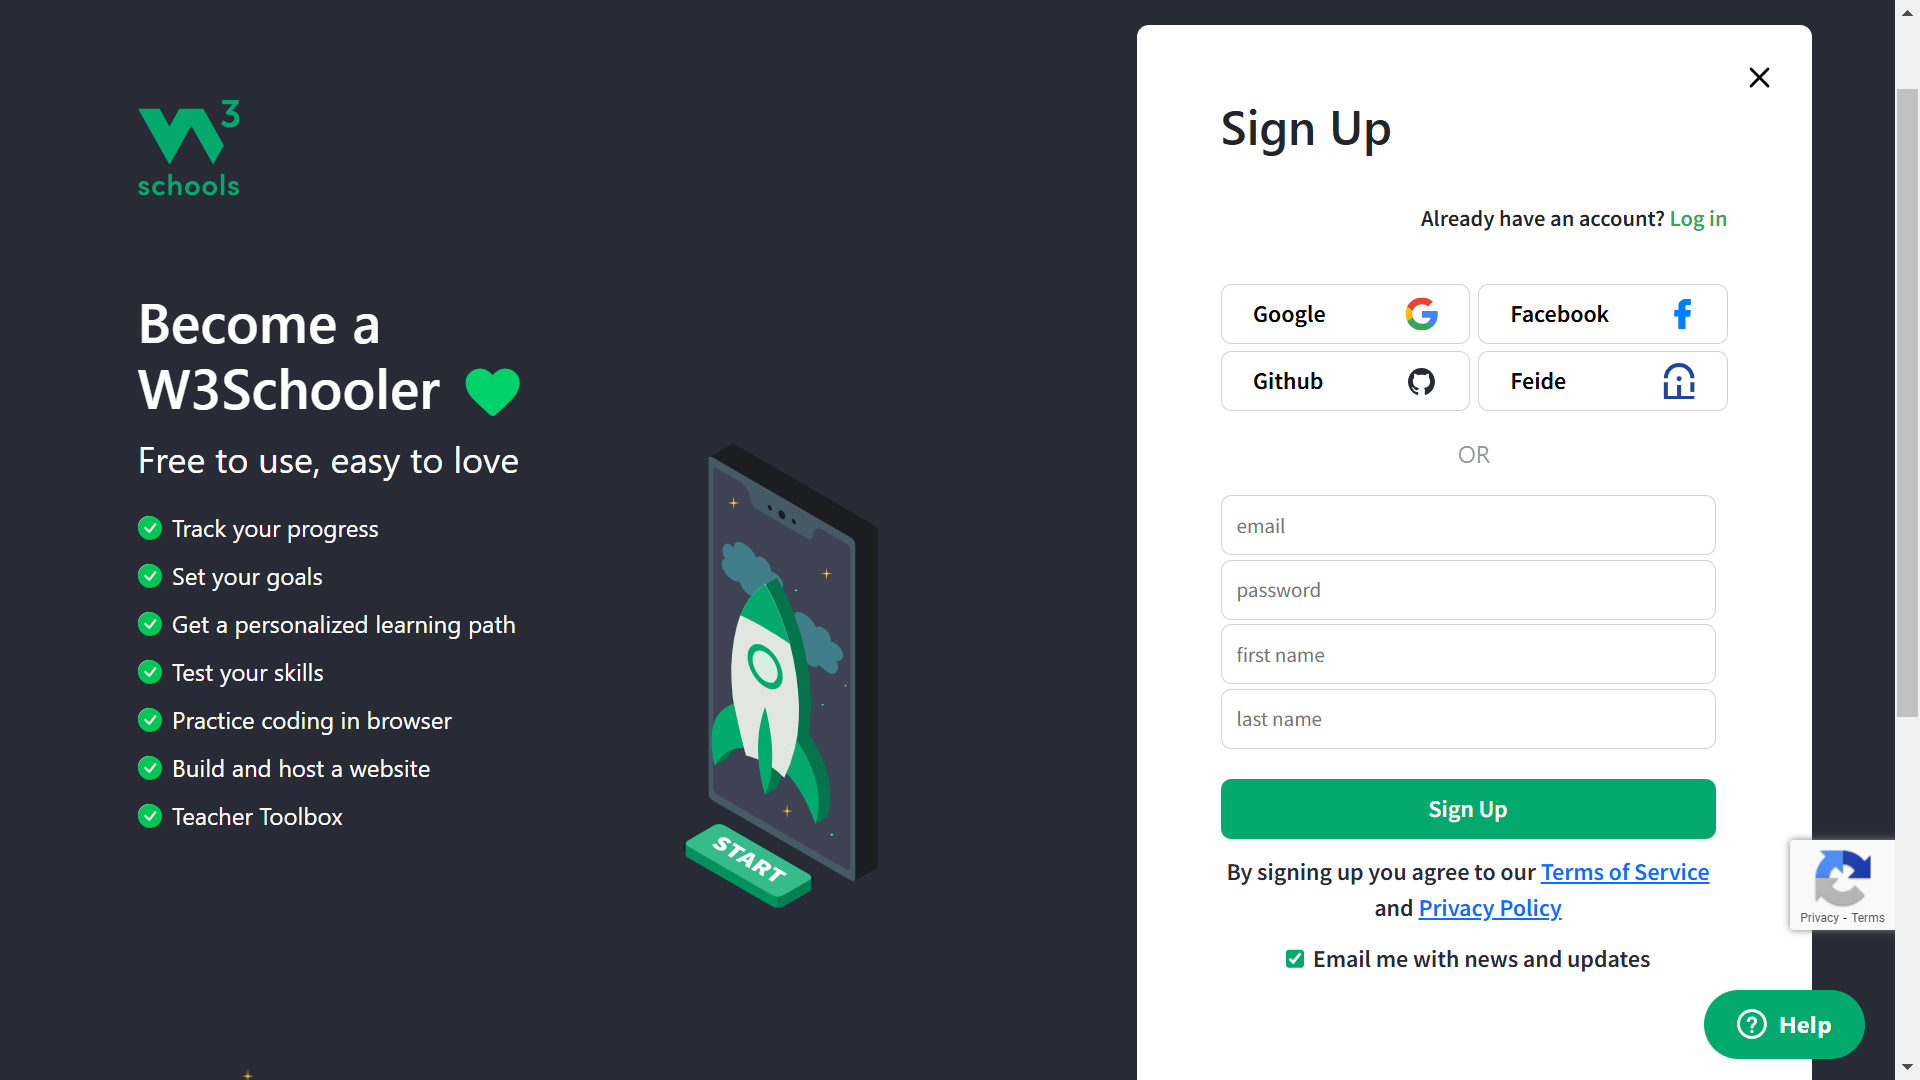 W3
schools
Become a
W3Schooler
Free to use, easy to love
Track your progress
Set your goals
Get a personalized learning path
Test your skills
Practice coding in browser
Build and host a website
Teacher Toolbox
START
Sign Up
Already have an account? Log in
Google
Facebook
Github
Feide
OR
email
password
first name
last name
Sign Up
By signing up you agree to our Terms of Service
and Privacy Policy
Email me with news and updates
Privacy - Terms
Help